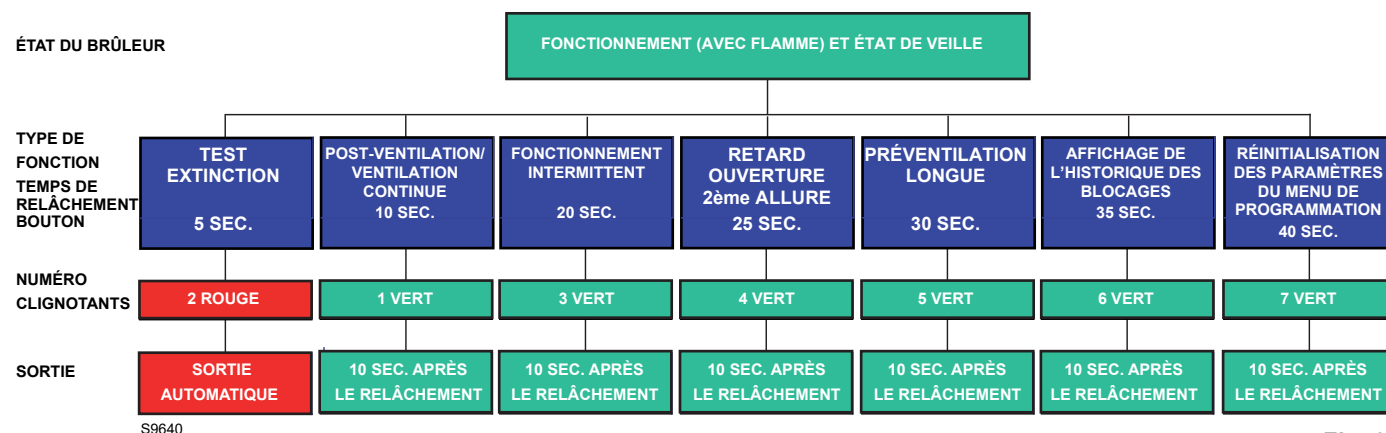 ÉTAT DU BRÛLEUR
FONCTIONNEMENT (AVEC FLAMME) ET ÉTAT DE VEILLE
TYPE DE
FONCTION
TEMPS DE
RELÂCHEMENT
BOUTON
TEST
EXTINCTION
5 SEC.
POST-VENTILATION/
VENTILATION
CONTINUE
10 SEC.
FONCTIONNEMENT
INTERMITTENT
20 SEC.
RETARD
OUVERTURE
2ème ALLURE
25 SEC.
PRÉVENTILATION
LONGUE
30 SEC.
AFFICHAGE DE
L'HISTORIQUE DES
BLOCAGES
35 SEC.
RÉINITIALISATION
DES PARAMÈTRES
DU MENU DE
PROGRAMMATION
40 SEC.
NUMÉRO
CLIGNOTANTS
2 ROUGE
1 VERT
3 VERT
4 VERT
5 VERT
6 VERT
7 VERT
SORTIE
SORTIE
AUTOMATIQUE
10 SEC. APRÈS
LE RELÂCHEMENT
10 SEC. APRÈS
LE RELÂCHEMENT
10 SEC. APRÈS
LE RELÂCHEMENT
10 SEC. APRÈS
LE RELÂCHEMENT
10 SEC. APRÈS
LE RELÂCHEMENT
10 SEC. APRÈS
LE RELÂCHEMENT
S9640